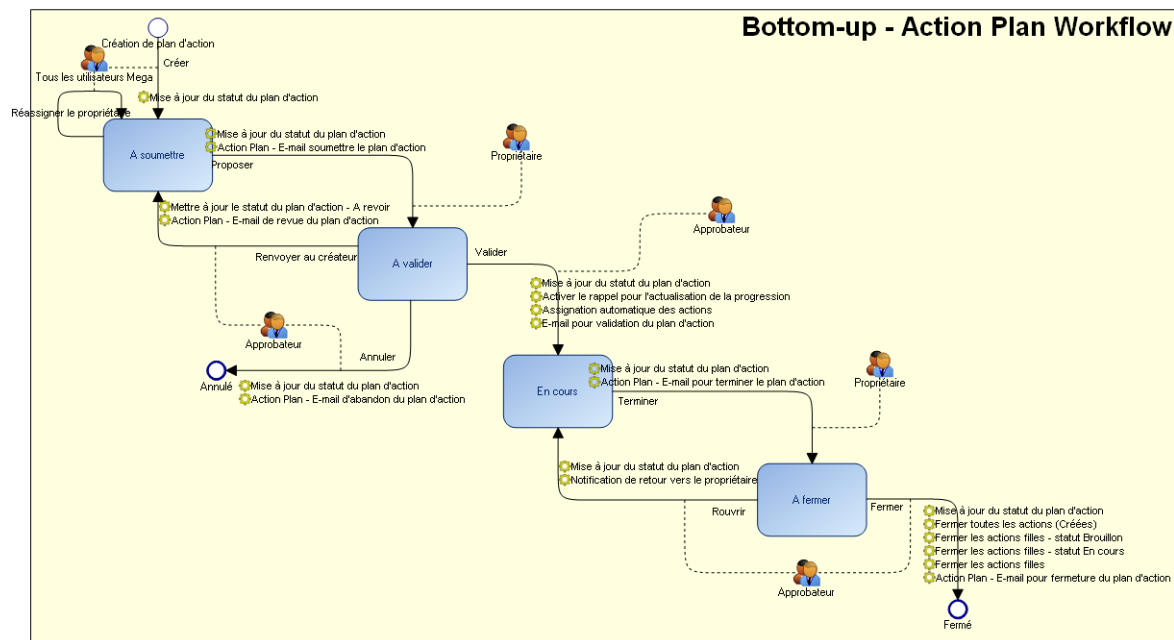 Bottom-up - Action Plan Workflow
Création de plan d'action
Créer
Tous les utilisateurs Mega
Mise à jour du statut du plan d'action
Réassigner le propriétaire
A soumettre
Mise à jour du statut du plan d'action
Action Plan - E-mail soumettre le plan d'action
Proposer
Propriétaire
Mettre à jour le statut du plan d'action - A revoir
Action Plan - E-mail de revue du plan d'action
Renvoyer au créateur
A valider
Valider
Approbateur
Mise à jour du statut du plan d'action
Activer le rappel pour l'actualisation de la progression
Assignation automatique des actions
E-mail pour validation du plan d'action
Approbateur
Annuler
Annulé
Mise à jour du statut du plan d'action
Action Plan - E-mail d'abandon du plan d'action
En cours
Mise à jour du statut du plan d'action
Action Plan - E-mail pour terminer le plan d'action
Terminer
Propriétaire
Mise à jour du statut du plan d'action
Notification de retour vers le propriétaire
Rouvrir
A fermer
Fermer
Mise à jour du statut du plan d'action
Fermer toutes les actions (Créées)
Fermer les actions filles - statut Brouillon
Fermer les actions filles - statut En cours
Fermer les actions filles
Action Plan - E-mail pour fermeture du plan d'action
Approbateur
Fermé